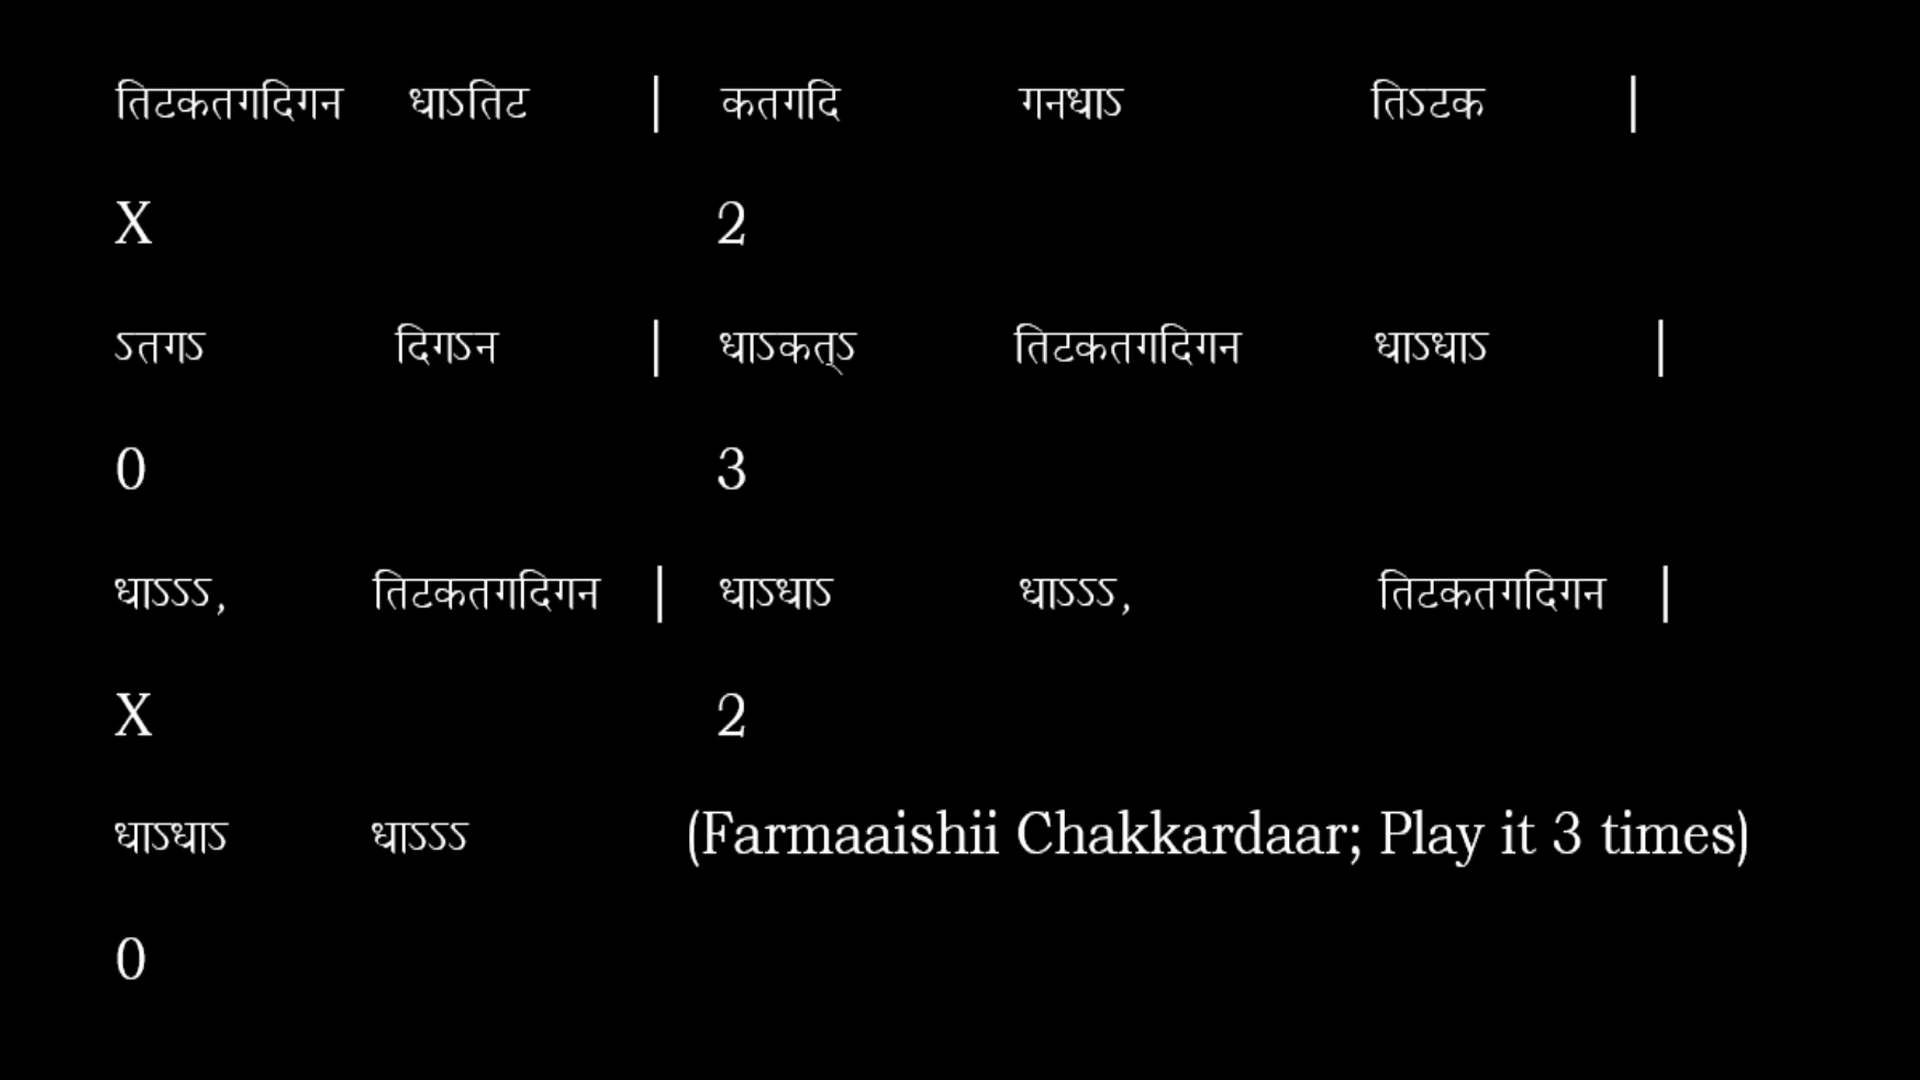 तिटकतगदिगन धाऽतिट | कतगदि गनधाऽ तिऽटक |
X 2
ऽतगऽ दिगऽन | धाऽकत्ऽ तिटकतगदिगन धाऽधाऽ |
0 3
धाऽऽऽ, तिटकतगदिगन | धाऽधाऽ धाऽऽऽ, तिटकतगदिगन |
X 2
धाऽधाऽ धाऽऽऽ (Farmaaishii Chakkardaar; Play it 3 times)
0